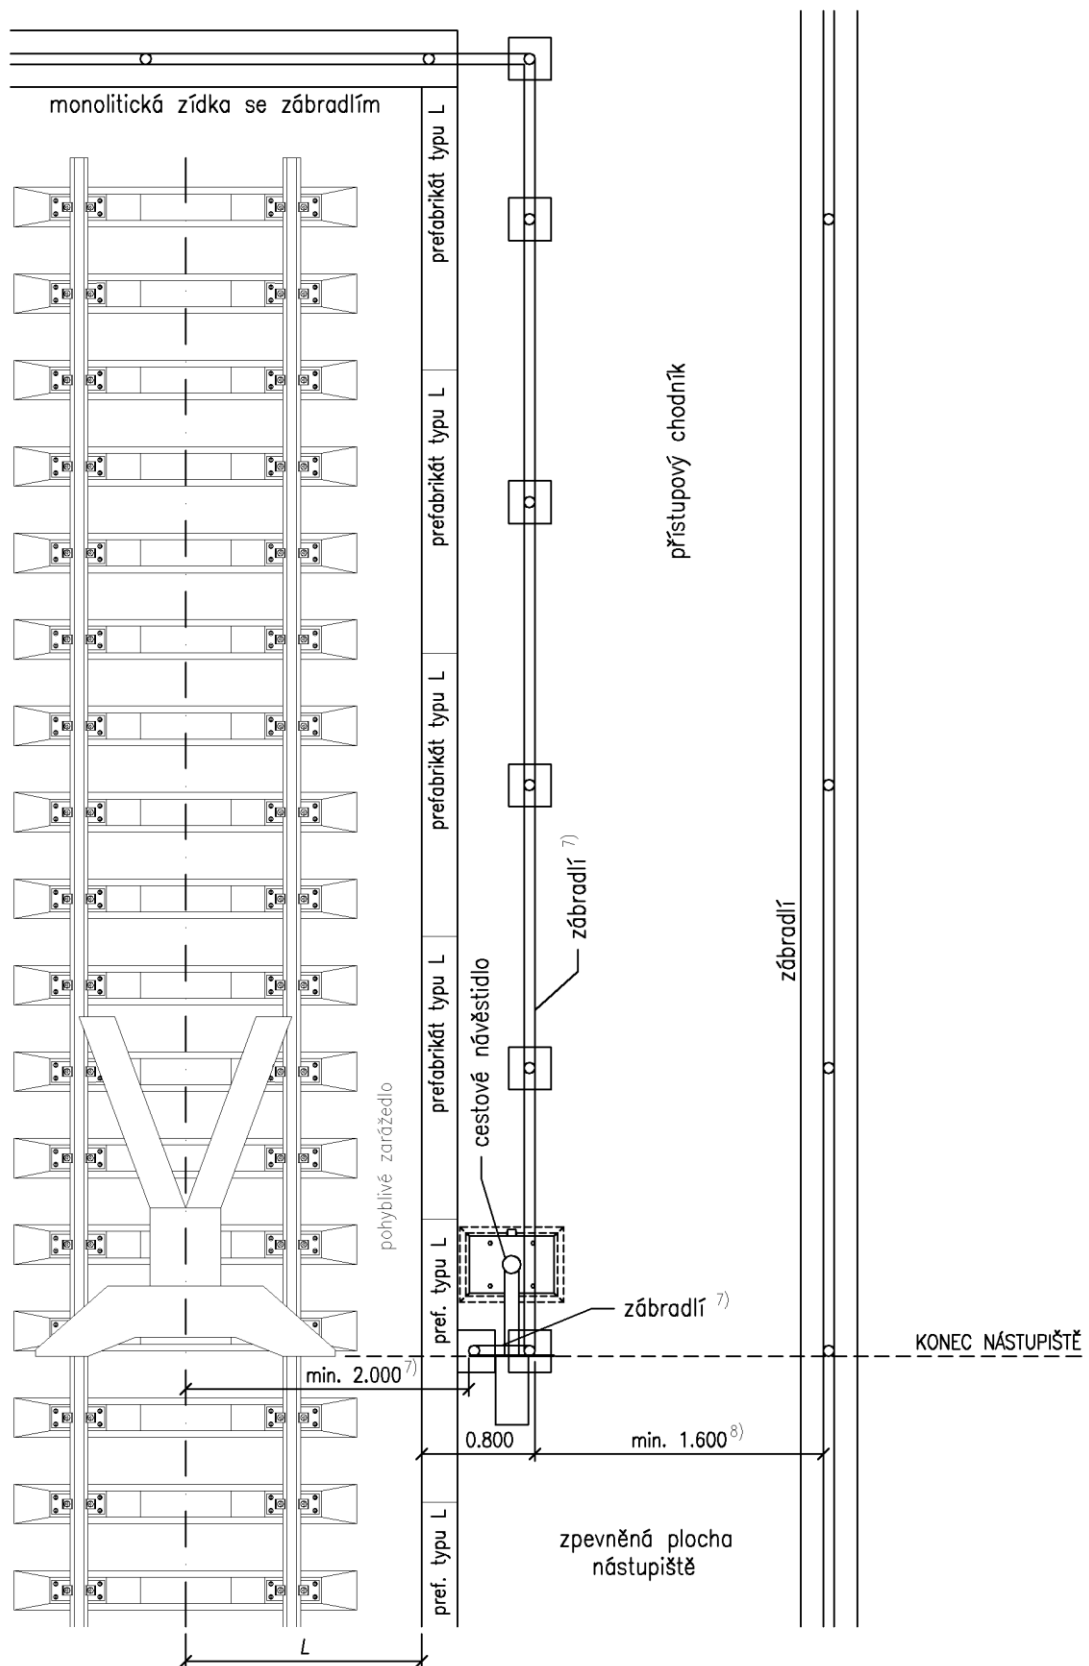 monolitická zídka se zábradlím
prefabrikát typu L
prefabrikát typu L
přístupový chodník
prefabrikát typu L
zábradlí 7)
zábradlí
cestové návěstidlo
prefabrikát typu L
pohyblivé zarážedlo
pref. typu L
zábradlí 7)
KONEC NÁSTUPIŠTĚ
min. 2.000 7)
0.800
min. 1.600 8)
pref. typu L
zpevněná plocha
nástupiště
L